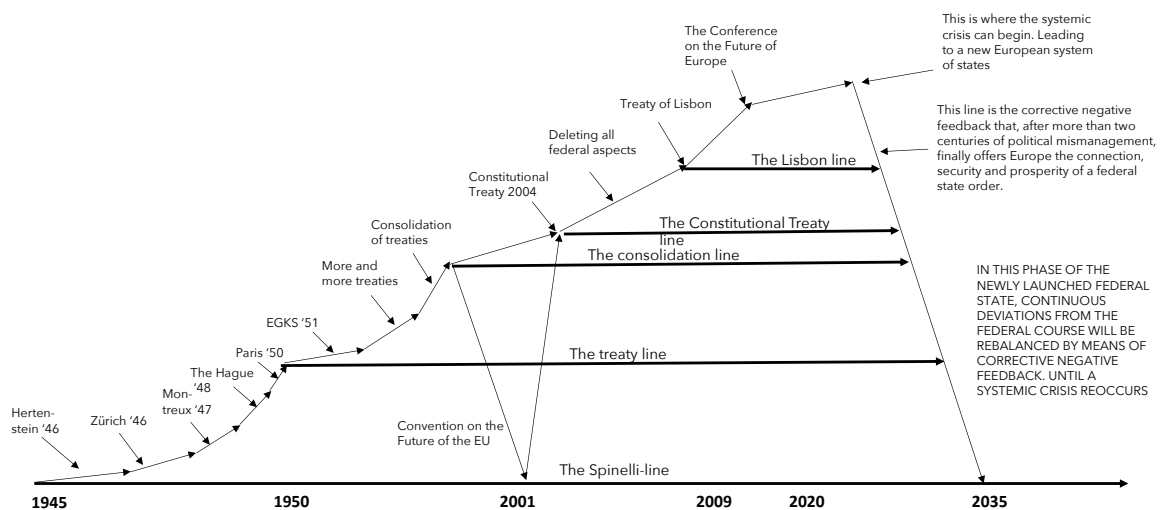 This is where the systemic
crisis can begin. Leading
to a new European system
of states
The Conference
on the Future of
Europe
Treaty of Lisbon
This line is the corrective negative
feedback that, after more than two
centuries of political mismanagement,
finally offers Europe the connection,
security and prosperity of a federal
state order.
Deleting all
federal aspects
The Lisbon line
Constitutional
Treaty 2004
The Constitutional Treaty
line
Consolidation
of treaties
The consolidation line
More and
more treaties
IN THIS PHASE OF THE
NEWLY LAUNCHED FEDERAL
STATE, CONTINUOUS
DEVIATIONS FROM THE
FEDERAL COURSE WILL BE
REBALANCED BY MEANS OF
CORRECTIVE NEGATIVE
FEEDBACK. UNTIL A
SYSTEMIC CRISIS REOCCURS
EGKS ‘51
Paris ‘50
The treaty line
The Hague
‘48
Mon-
treux ‘47
Zürich ‘46
Herten-
stein ‘46
Convention on the
Future of the EU
The Spinelli-line
1945
1950
2001
2009
2020
2035